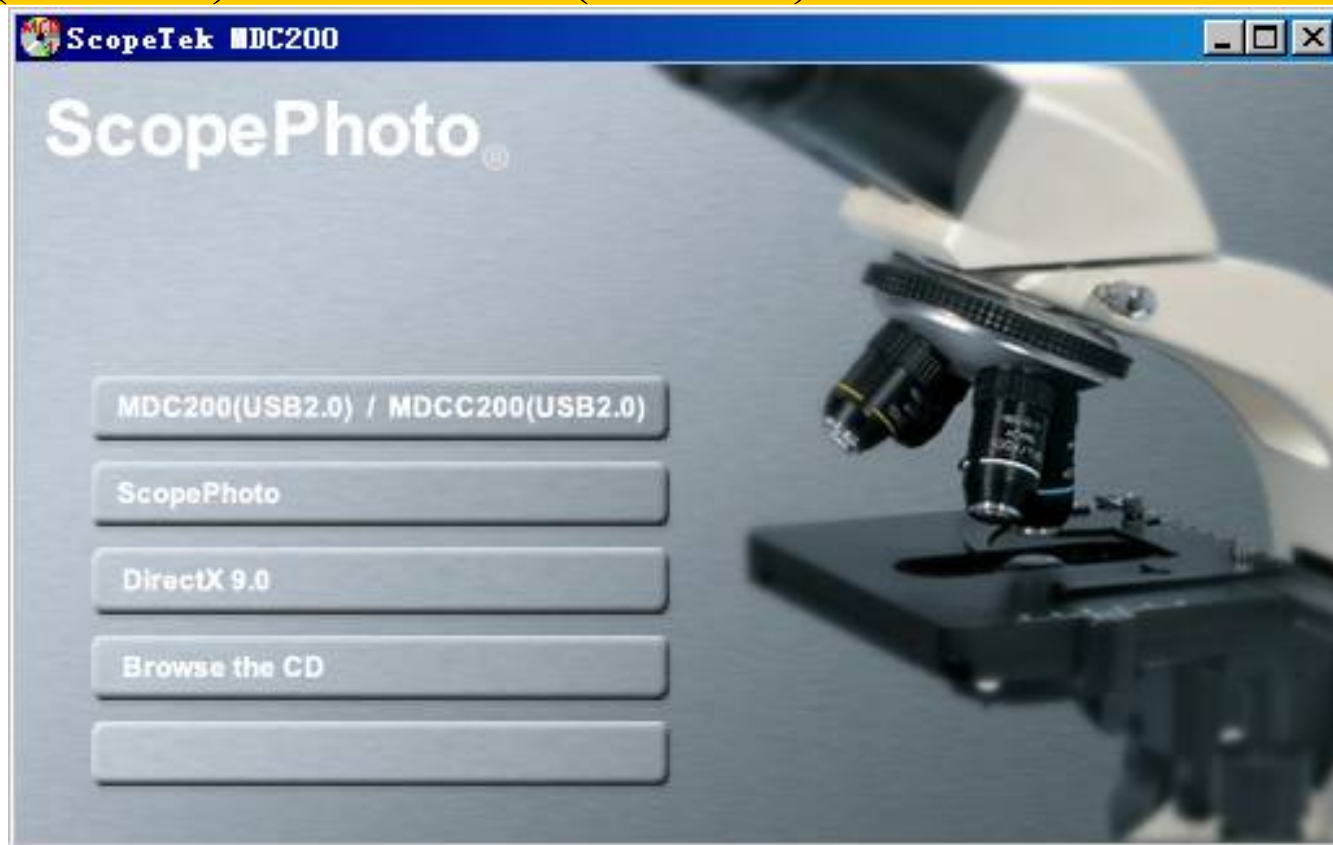 ScopeTek MDC200
ScopePhoto®
MDC200(USB2.0) / MDCC200(USB2.0)
ScopePhoto
DirectX 9.0
Browse the CD